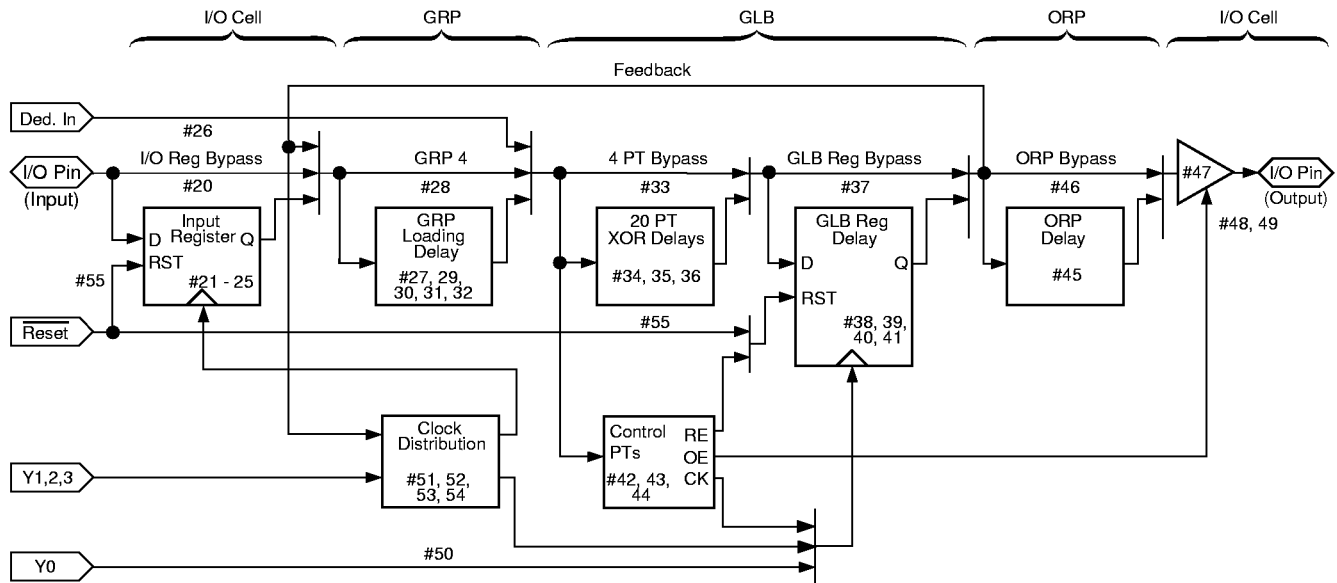 I/O Cell
GRP
GLB
ORP
I/O Cell
Feedback
Ded. In
#26
I/O Pin
(Input)
I/O Reg Bypass
#20
GRP 4
#28
4 PT Bypass
#33
GLB Reg Bypass
#37
ORP Bypass
#46
#47
I/O Pin
(Output)
#48, 49
Input
Register
D
Q
RST
#21 - 25
#55
GRP
Loading
Delay
#27, 29,
30, 31, 32
20 PT
XOR Delays
#34, 35, 36
GLB Reg
Delay
D
Q
RST
#38, 39,
40, 41
ORP
Delay
#45
Reset
#55
Clock
Distribution
#51, 52,
53, 54
Control
PTs
RE
OE
CK
#42, 43,
44
Y1,2,3
Y0
#50